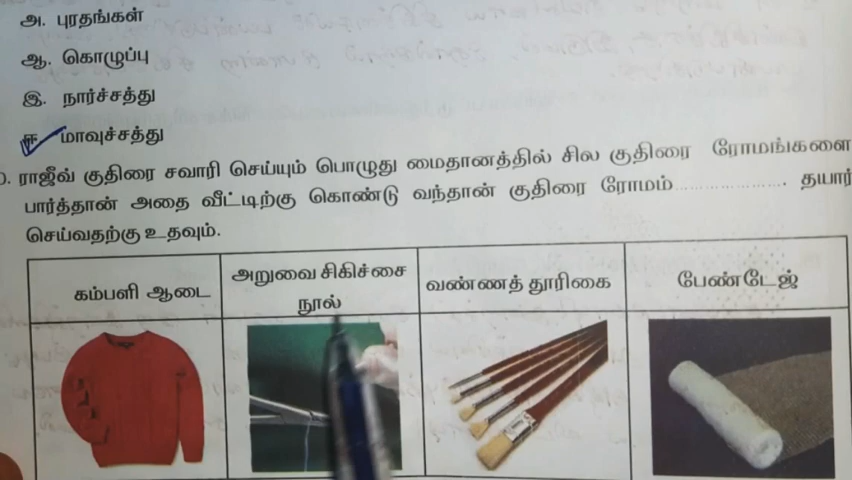 அ. புரதங்கள்
ஆ. கொழுப்பு
இ. நார்ச்சத்து
ஈ. மாவுச்சத்து
ராஜீவ் குதிரை சவாரி செய்யும் பொழுது மைதானத்தில் சில குதிரை ரோமங்களை
பார்த்தான் அதை வீட்டிற்கு கொண்டு வந்தான் குதிரை ரோமம் .................... தயார்
செய்வதற்கு உதவும்.
கம்பளி ஆடை
அறுவை சிகிச்சை
நூல்
வண்ணத் தூரிகை
பேண்டேஜ்